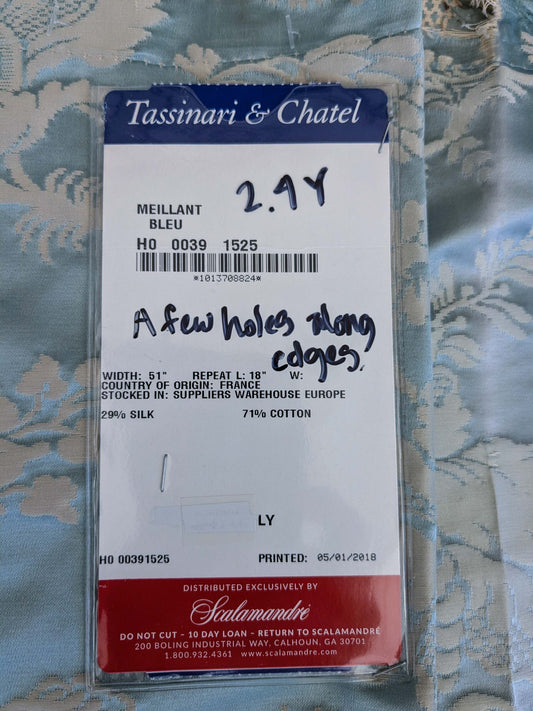 Tassinari & Chatel
2.9Y
MEILLANT
BLEU
H0 0039 1525
*1013708824*
A few holes along
edges.
WIDTH: 51" REPEAT L: 18" W:
COUNTRY OF ORIGIN: FRANCE
STOCKED IN: SUPPLIERS WAREHOUSE EUROPE
29% SILK 71% COTTON
LY
H0 00391525 PRINTED: 05/01/2018
DISTRIBUTED EXCLUSIVELY BY
Scalamandré
DO NOT CUT - 10 DAY LOAN - RETURN TO SCALAMANDRÉ
200 BOLING INDUSTRIAL WAY, CALHOUN, GA 30701
1.800.932.4361 www.scalamandre.com